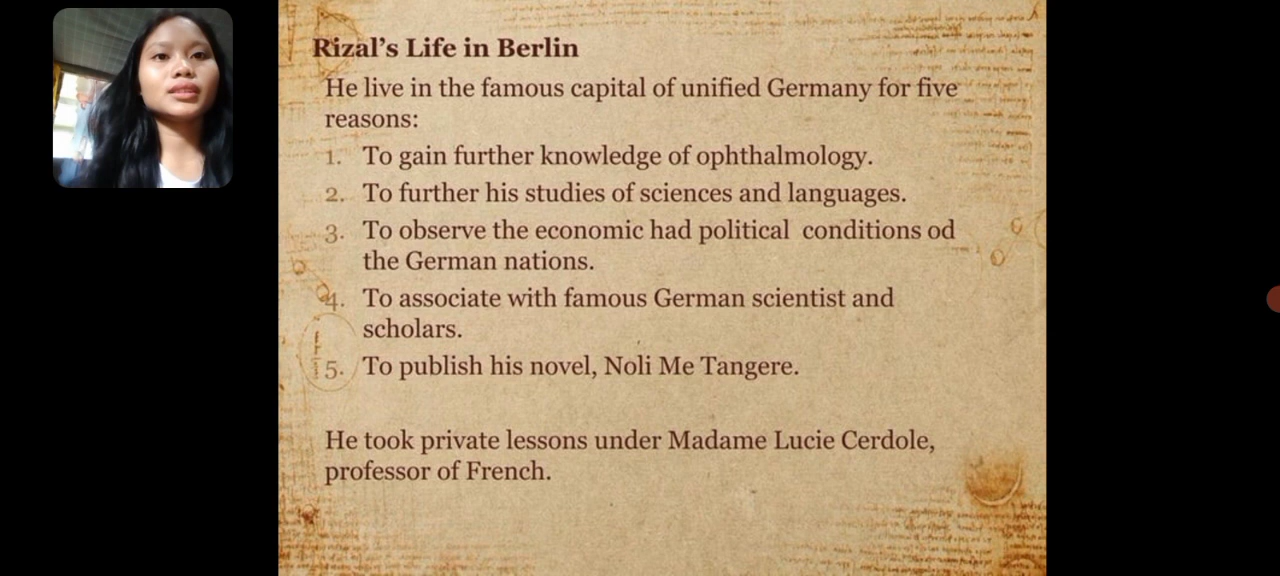 Rizal's Life in Berlin
He live in the famous capital of unified Germany for five
reasons:
1. To gain further knowledge of ophthalmology.
2. To further his studies of sciences and languages.
3. To observe the economic had political conditions od
the German nations.
4. To associate with famous German scientist and
scholars.
5. To publish his novel, Noli Me Tangere.
He took private lessons under Madame Lucie Cerdole,
professor of French.